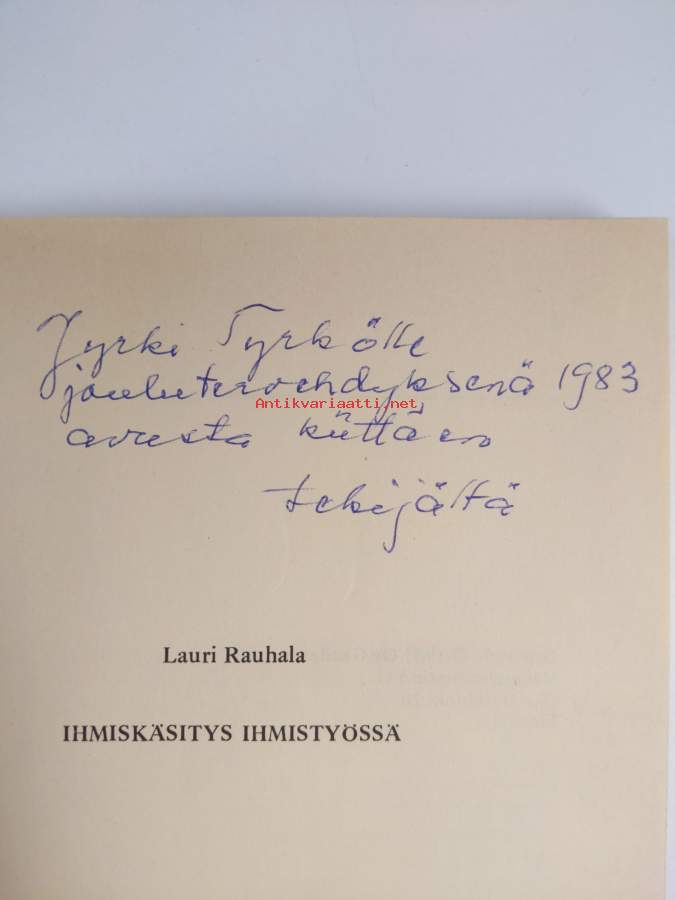 Jyrki Tyrkölle
joulutervehdyksenä 1983
Antikvariaatti.net
avusta kiittäen
tekijältä
Lauri Rauhala
IHMISKÄSITYS IHMISTYÖSSÄ